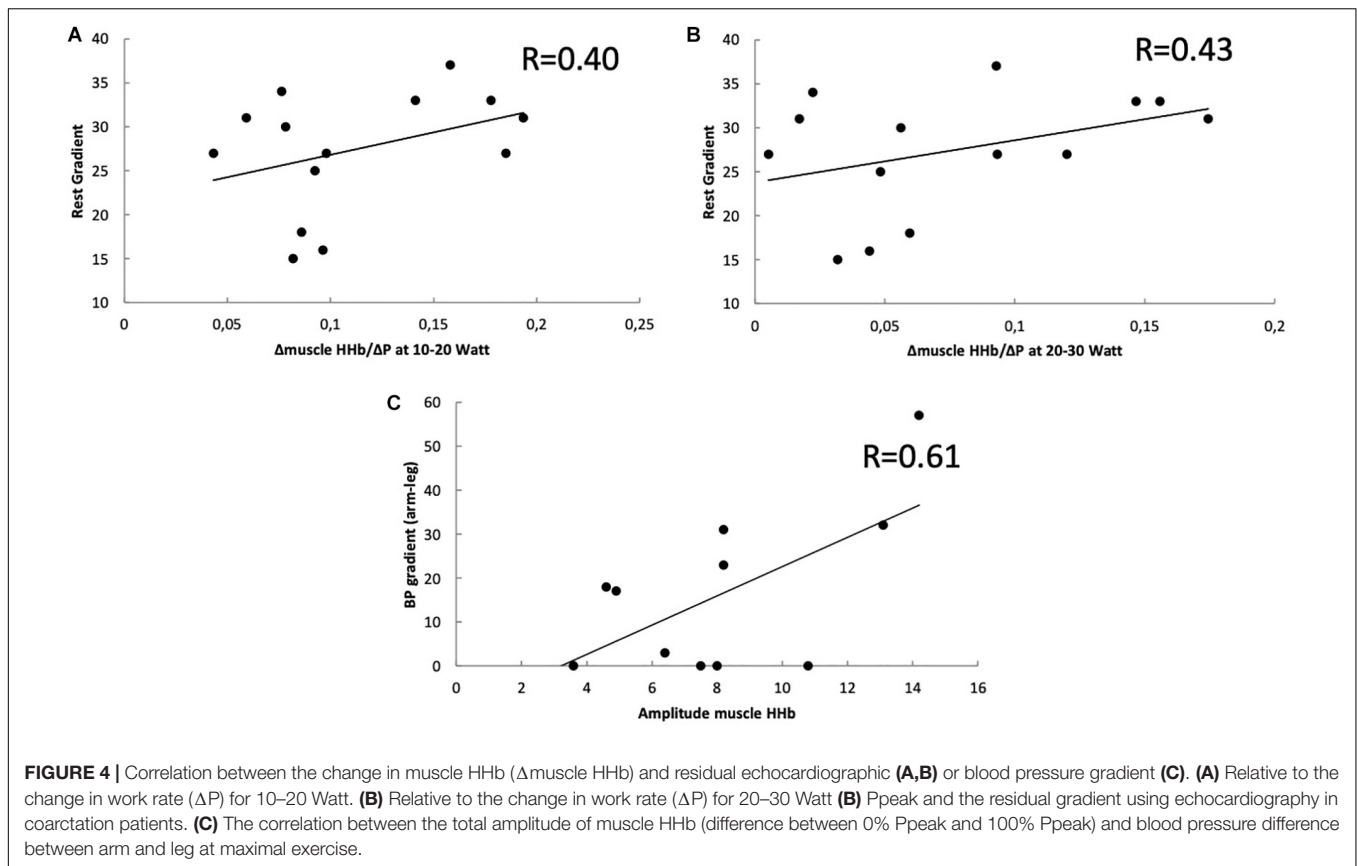 A
R=0.40
40
35
30
25
20
15
10
Rest Gradient
0 0,05 0,1 0,15 0,2 0,25
Δmuscle HHb/ΔP at 10-20 Watt
B
R=0.43
40
35
30
25
20
15
10
Rest Gradient
0 0,05 0,1 0,15 0,2
Δmuscle HHb/ΔP at 20-30 Watt
C
R=0.61
60
50
40
30
20
10
0
BP gradient (arm-leg)
0 2 4 6 8 10 12 14 16
Amplitude muscle HHb
FIGURE 4 | Correlation between the change in muscle HHb (Δmuscle HHb) and residual echocardiographic (A,B) or blood pressure gradient (C). (A) Relative to the
change in work rate (ΔP) for 10–20 Watt. (B) Relative to the change in work rate (ΔP) for 20–30 Watt (B) Ppeak and the residual gradient using echocardiography in
coarctation patients. (C) The correlation between the total amplitude of muscle HHb (difference between 0% Ppeak and 100% Ppeak) and blood pressure difference
between arm and leg at maximal exercise.